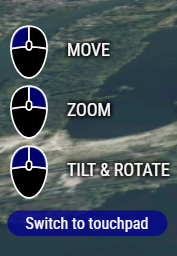 MOVE
ZOOM
TILT & ROTATE
Switch to touchpad